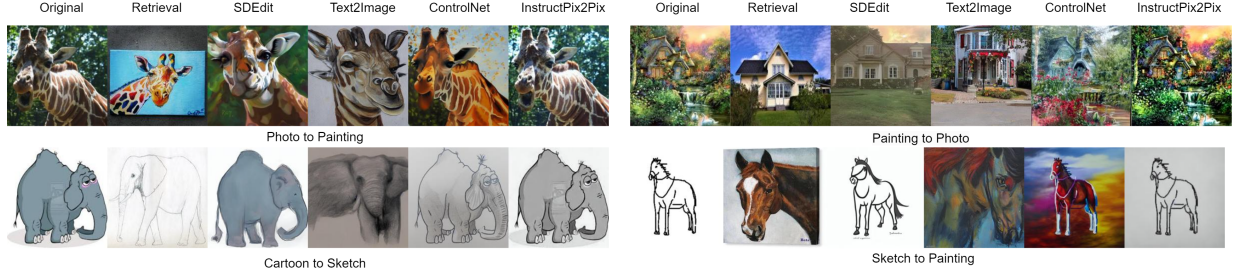 Original Retrieval SDEdit Text2Image ControlNet InstructPix2Pix
Photo to Painting
Cartoon to Sketch
Original Retrieval SDEdit Text2Image ControlNet InstructPix2Pix
Painting to Photo
Sketch to Painting